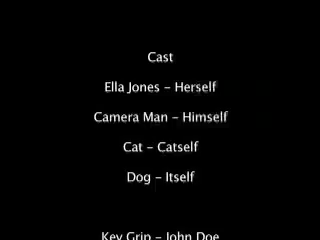 Cast
Ella Jones - Herself
Camera Man - Himself
Cat - Catself
Dog - Itself
Key Grip - John Doe